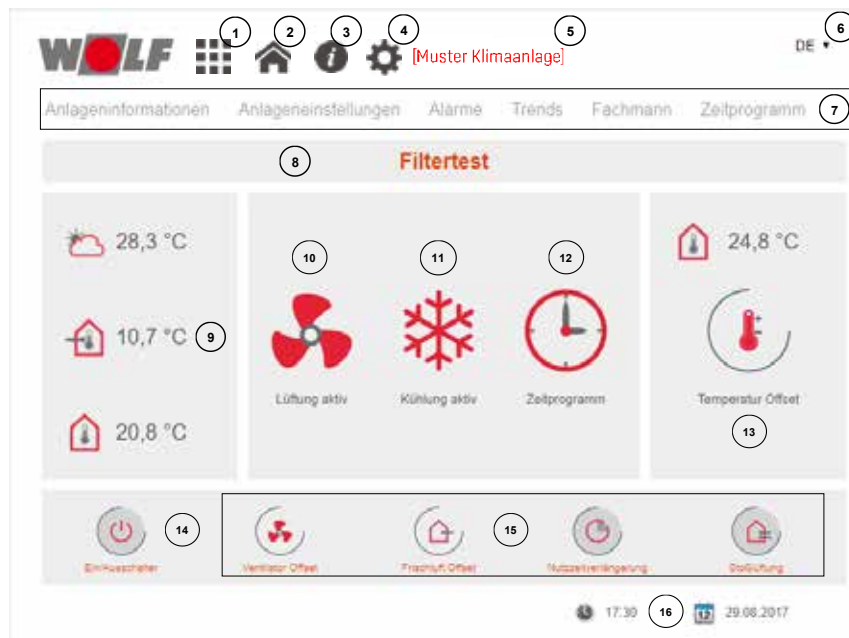 1 2 3 4 5 6
WOLF [Muster Klimaanlage] DE
Anlageninformationen Anlageneinstellungen Alarme Trends Fachmann Zeitprogramm 7
8 Filtertest
28,3 °C
10,7 °C 9
20,8 °C
10 11 12
Lüftung aktiv Kühlung aktiv Zeitprogramm
24,8 °C
Temperatur Offset
13
14 15
Ein/Ausschalter Ventilator Offset Frischluft Offset Nutzzeitverlängerung Stoßlüftung
17:30 16 12 29.08.2017